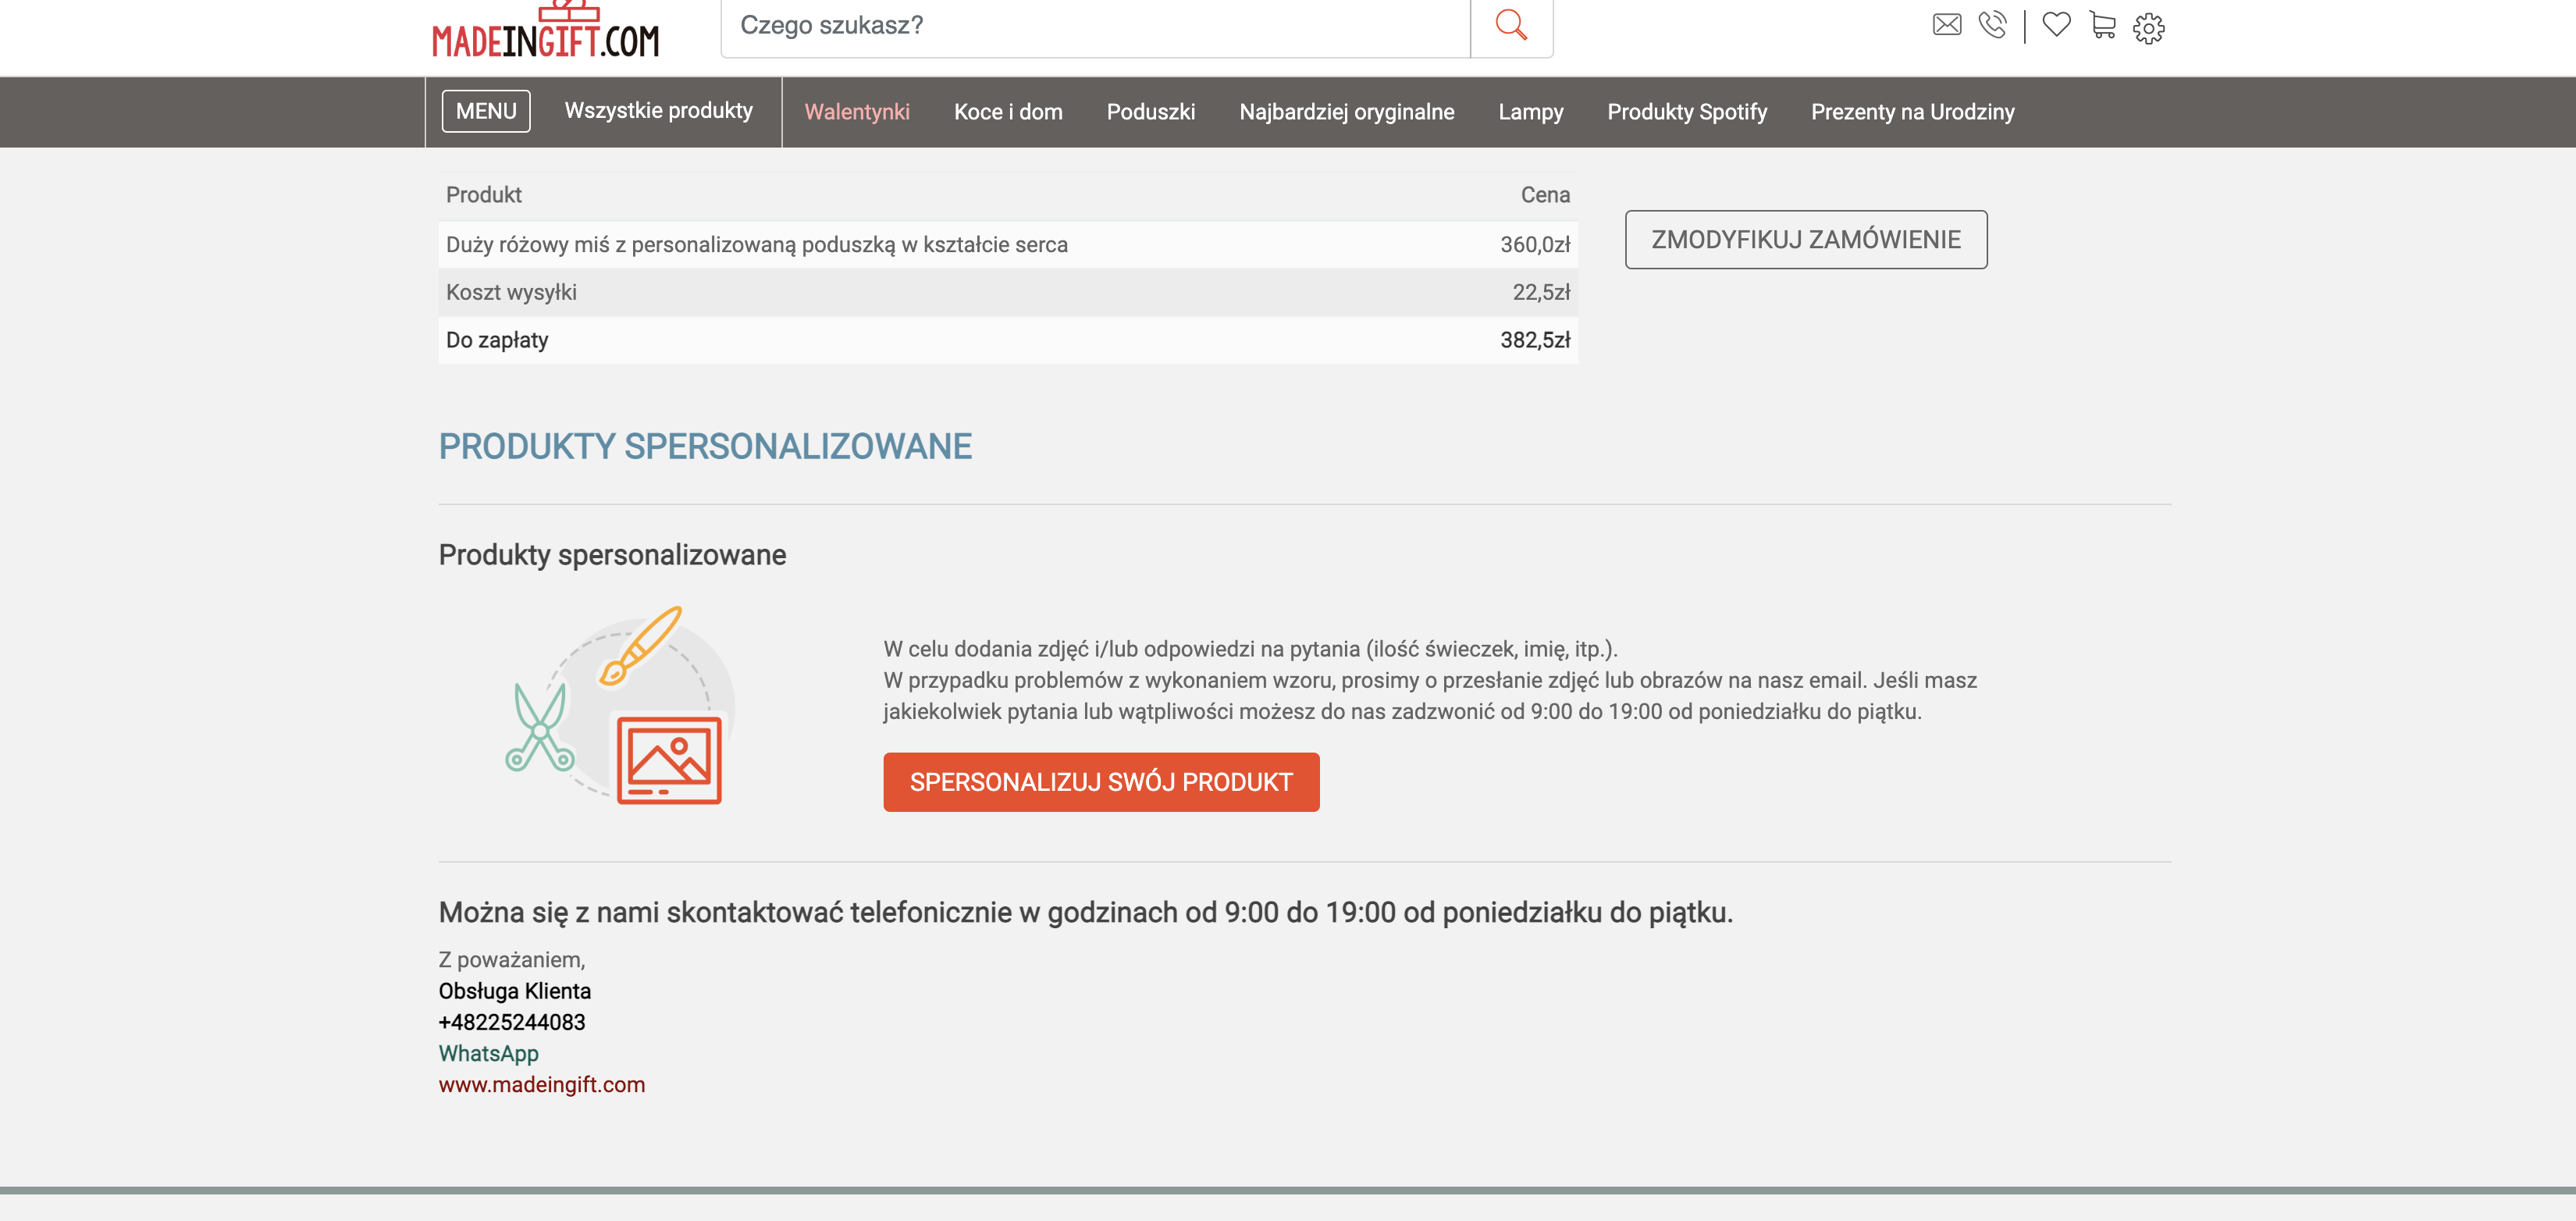 MADEINGIFT.COM
Czego szukasz?
MENU
Wszystkie produkty
Walentynki
Koce i dom
Poduszki
Najbardziej oryginalne
Lampy
Produkty Spotify
Prezenty na Urodziny
Produkt Cena
Duży różowy miś z personalizowaną poduszką w kształcie serca 360,0zł
Koszt wysyłki 22,5zł
Do zapłaty 382,5zł
ZMODYFIKUJ ZAMÓWIENIE
PRODUKTY SPERSONALIZOWANE
Produkty spersonalizowane
W celu dodania zdjęć i/lub odpowiedzi na pytania (ilość świeczek, imię, itp.).
W przypadku problemów z wykonaniem wzoru, prosimy o przesłanie zdjęć lub obrazów na nasz email. Jeśli masz
jakiekolwiek pytania lub wątpliwości możesz do nas zadzwonić od 9:00 do 19:00 od poniedziałku do piątku.
SPERSONALIZUJ SWÓJ PRODUKT
Można się z nami skontaktować telefonicznie w godzinach od 9:00 do 19:00 od poniedziałku do piątku.
Z poważaniem,
Obsługa Klienta
+48225244083
WhatsApp
www.madeingift.com